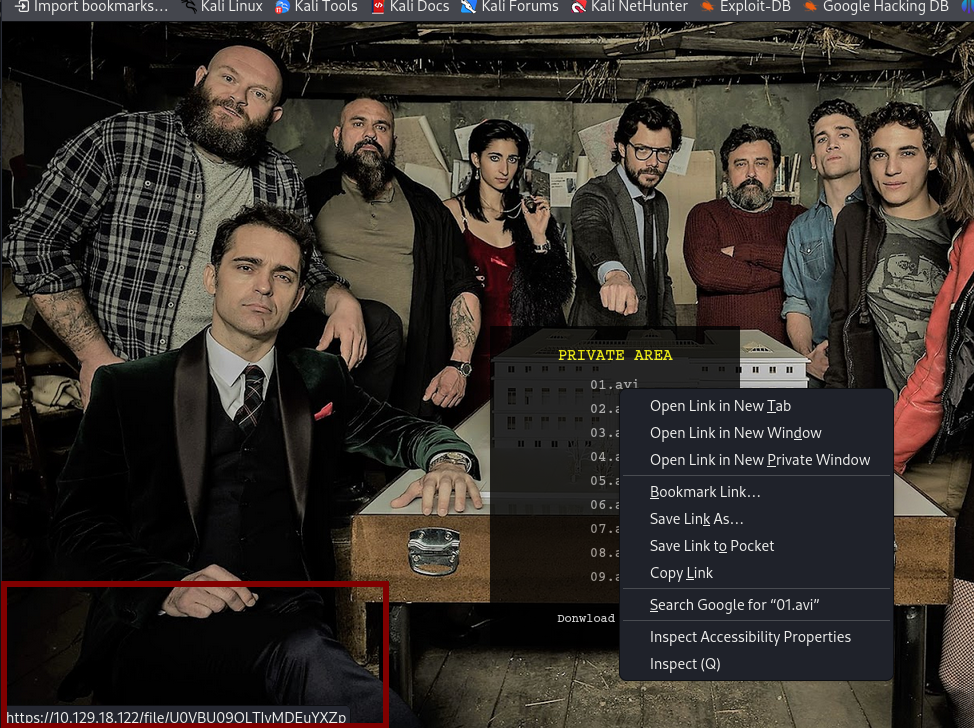 Import bookmarks...
Kali Linux
Kali Tools
Kali Docs
Kali Forums
Kali NetHunter
Exploit-DB
Google Hacking DB
PRIVATE AREA
01.avi
02.a
03.a
04.a
05.a
06.a
07.a
08.a
09.a
Donwload
Open Link in New Tab
Open Link in New Window
Open Link in New Private Window
Bookmark Link…
Save Link As…
Save Link to Pocket
Copy Link
Search Google for “01.avi”
Inspect Accessibility Properties
Inspect (Q)
https://10.129.18.122/file/U0VBU09OLTIvMDEuYXZp